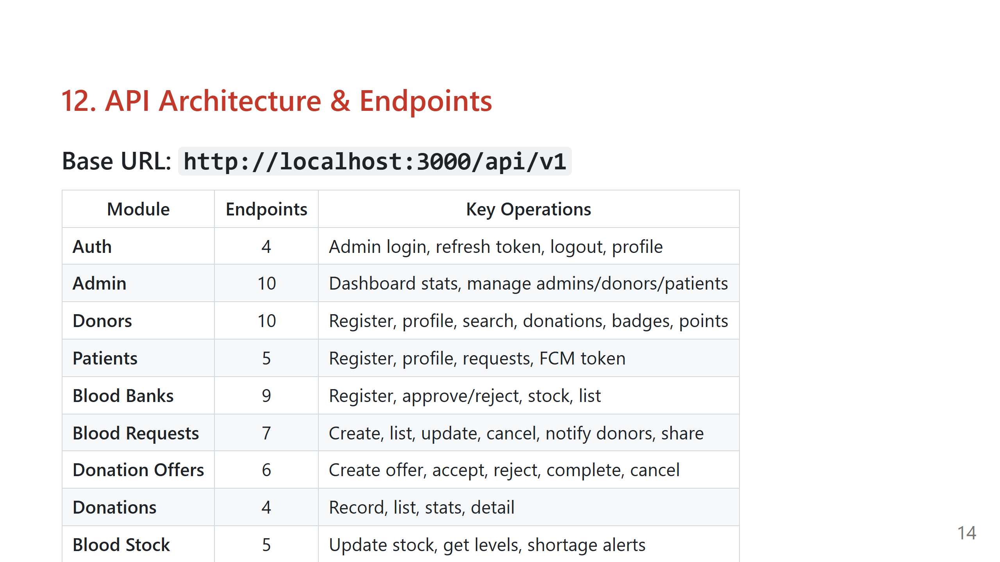 12. API Architecture & Endpoints
Base URL: http://localhost:3000/api/v1
Module Endpoints Key Operations
Auth 4 Admin login, refresh token, logout, profile
Admin 10 Dashboard stats, manage admins/donors/patients
Donors 10 Register, profile, search, donations, badges, points
Patients 5 Register, profile, requests, FCM token
Blood Banks 9 Register, approve/reject, stock, list
Blood Requests 7 Create, list, update, cancel, notify donors, share
Donation Offers 6 Create offer, accept, reject, complete, cancel
Donations 4 Record, list, stats, detail
Blood Stock 5 Update stock, get levels, shortage alerts
14